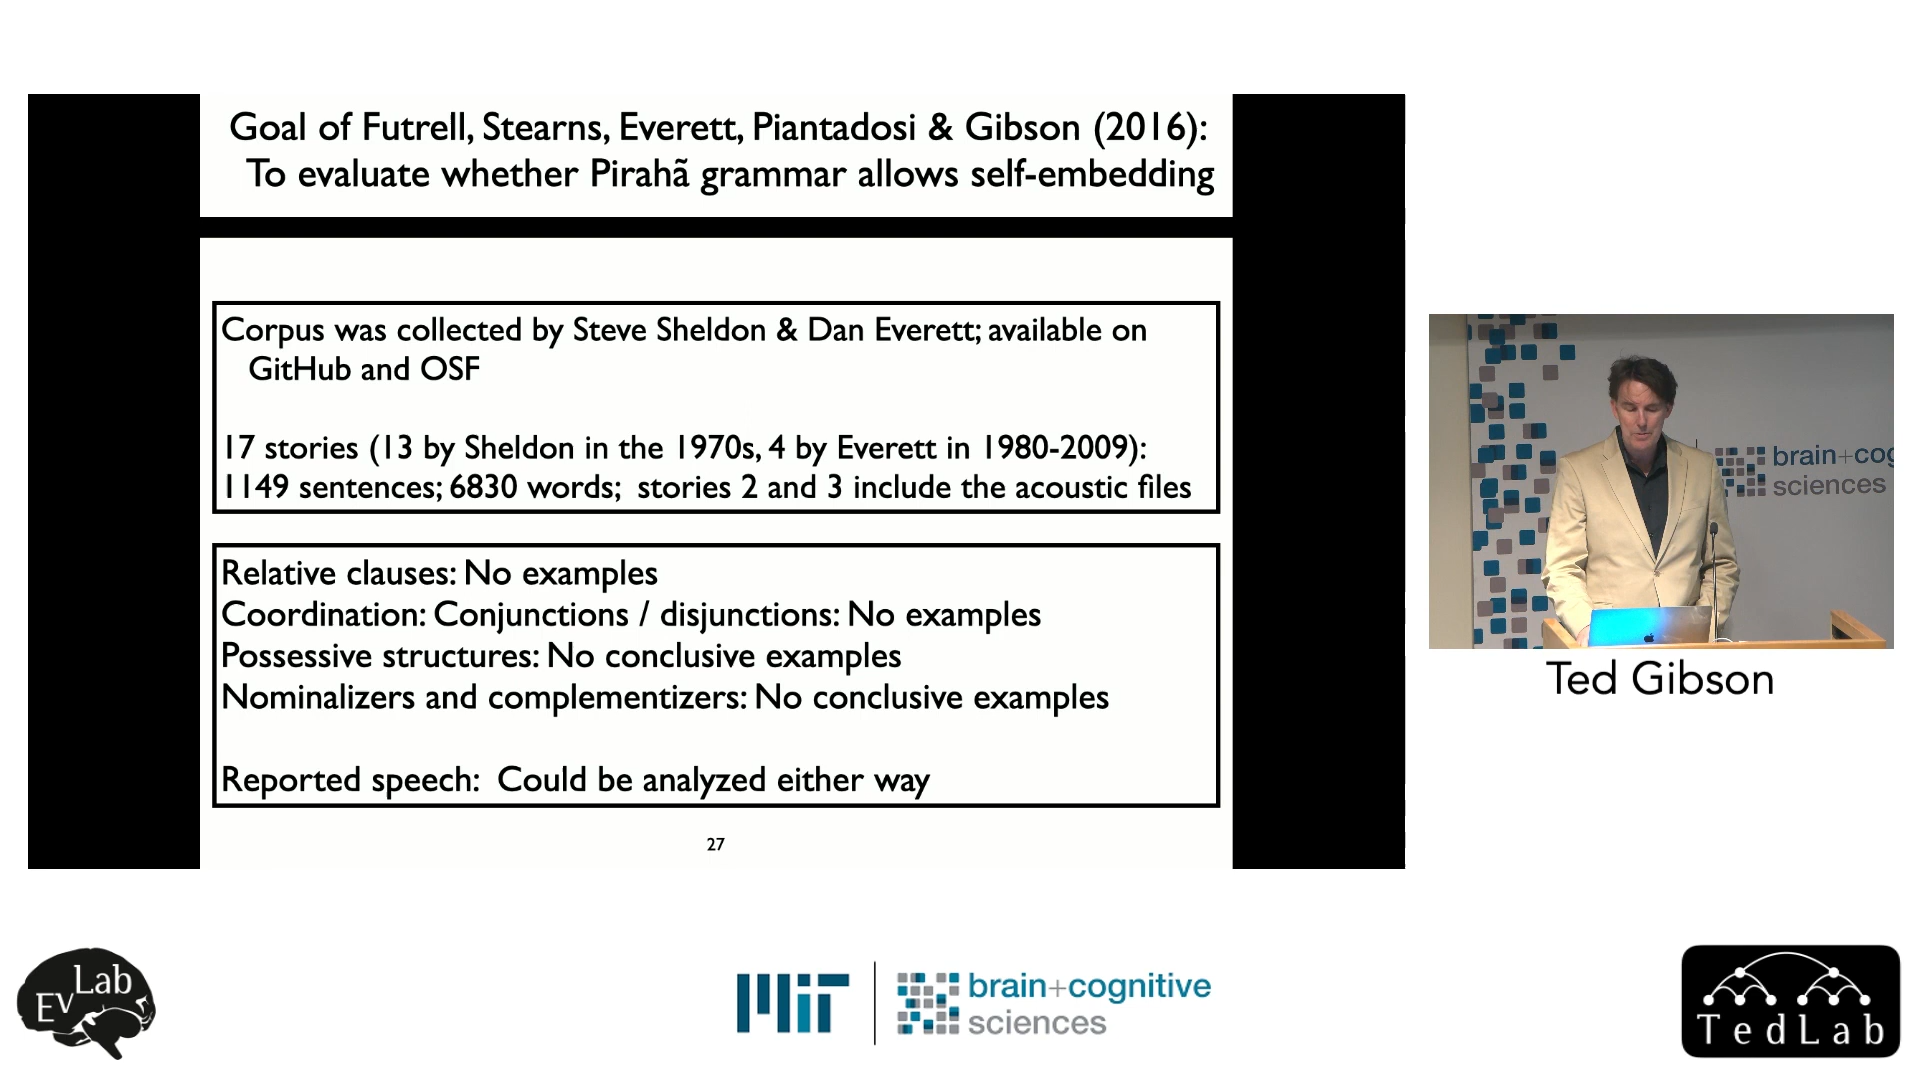 Goal of Futrell, Stearns, Everett, Piantadosi & Gibson (2016):
To evaluate whether Pirahã grammar allows self-embedding
Corpus was collected by Steve Sheldon & Dan Everett; available on
GitHub and OSF
17 stories (13 by Sheldon in the 1970s, 4 by Everett in 1980-2009):
1149 sentences; 6830 words; stories 2 and 3 include the acoustic files
Relative clauses: No examples
Coordination: Conjunctions / disjunctions: No examples
Possessive structures: No conclusive examples
Nominalizers and complementizers: No conclusive examples
Reported speech: Could be analyzed either way
27
brain+cog
sciences
Ted Gibson
EV Lab
MIT
brain+cognitive
sciences
TedLab